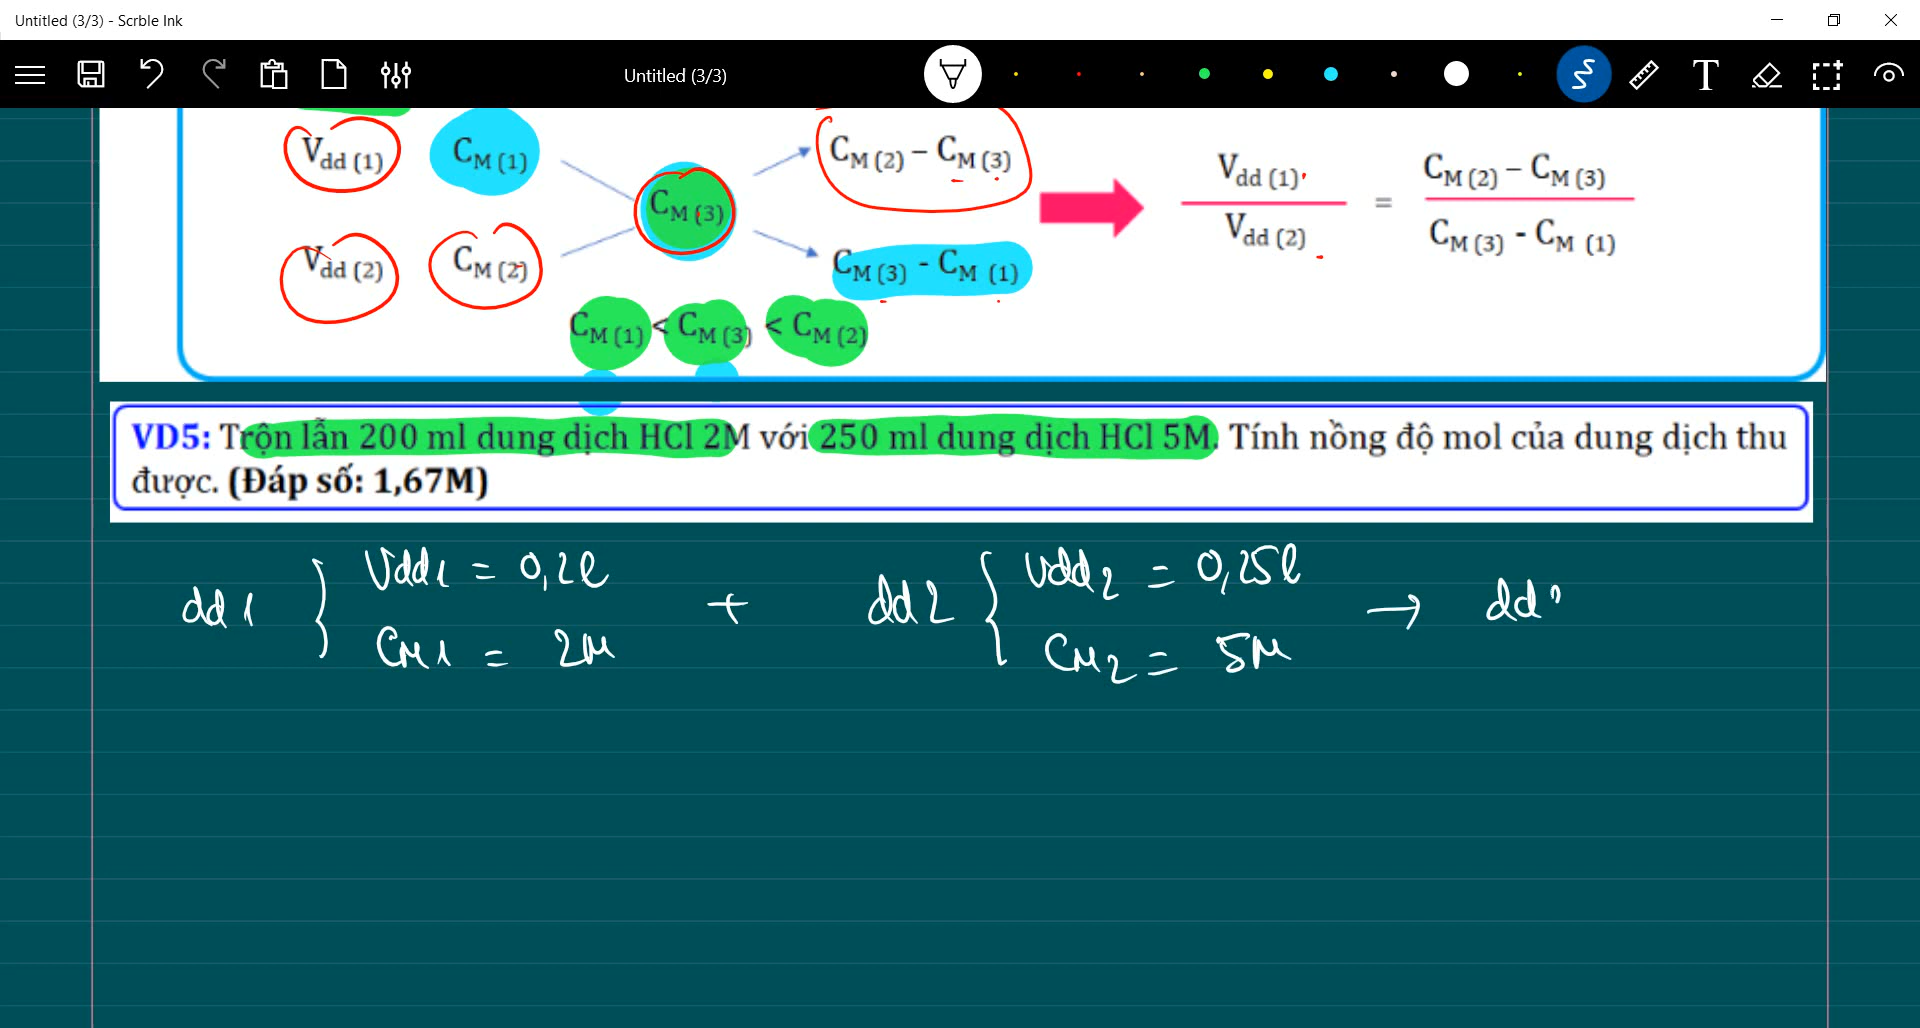 Untitled (3/3) - Scrble Ink
Untitled (3/3)
T
Vdd (1) CM (1) CM (2) – CM (3)
CM (3)
Vdd (2) CM (2) CM (3) - CM (1)
Vdd (1) / Vdd (2) = CM (2) – CM (3) / CM (3) - CM (1)
CM (1) < CM (3) < CM (2)
VD5: Trộn lẫn 200 ml dung dịch HCl 2M với 250 ml dung dịch HCl 5M. Tính nồng độ mol của dung dịch thu
được. (Đáp số: 1,67M)
dd1 { Vdd1 = 0,2l + dd2 { Vdd2 = 0,25l → dd
CM1 = 2M CM2 = 5M